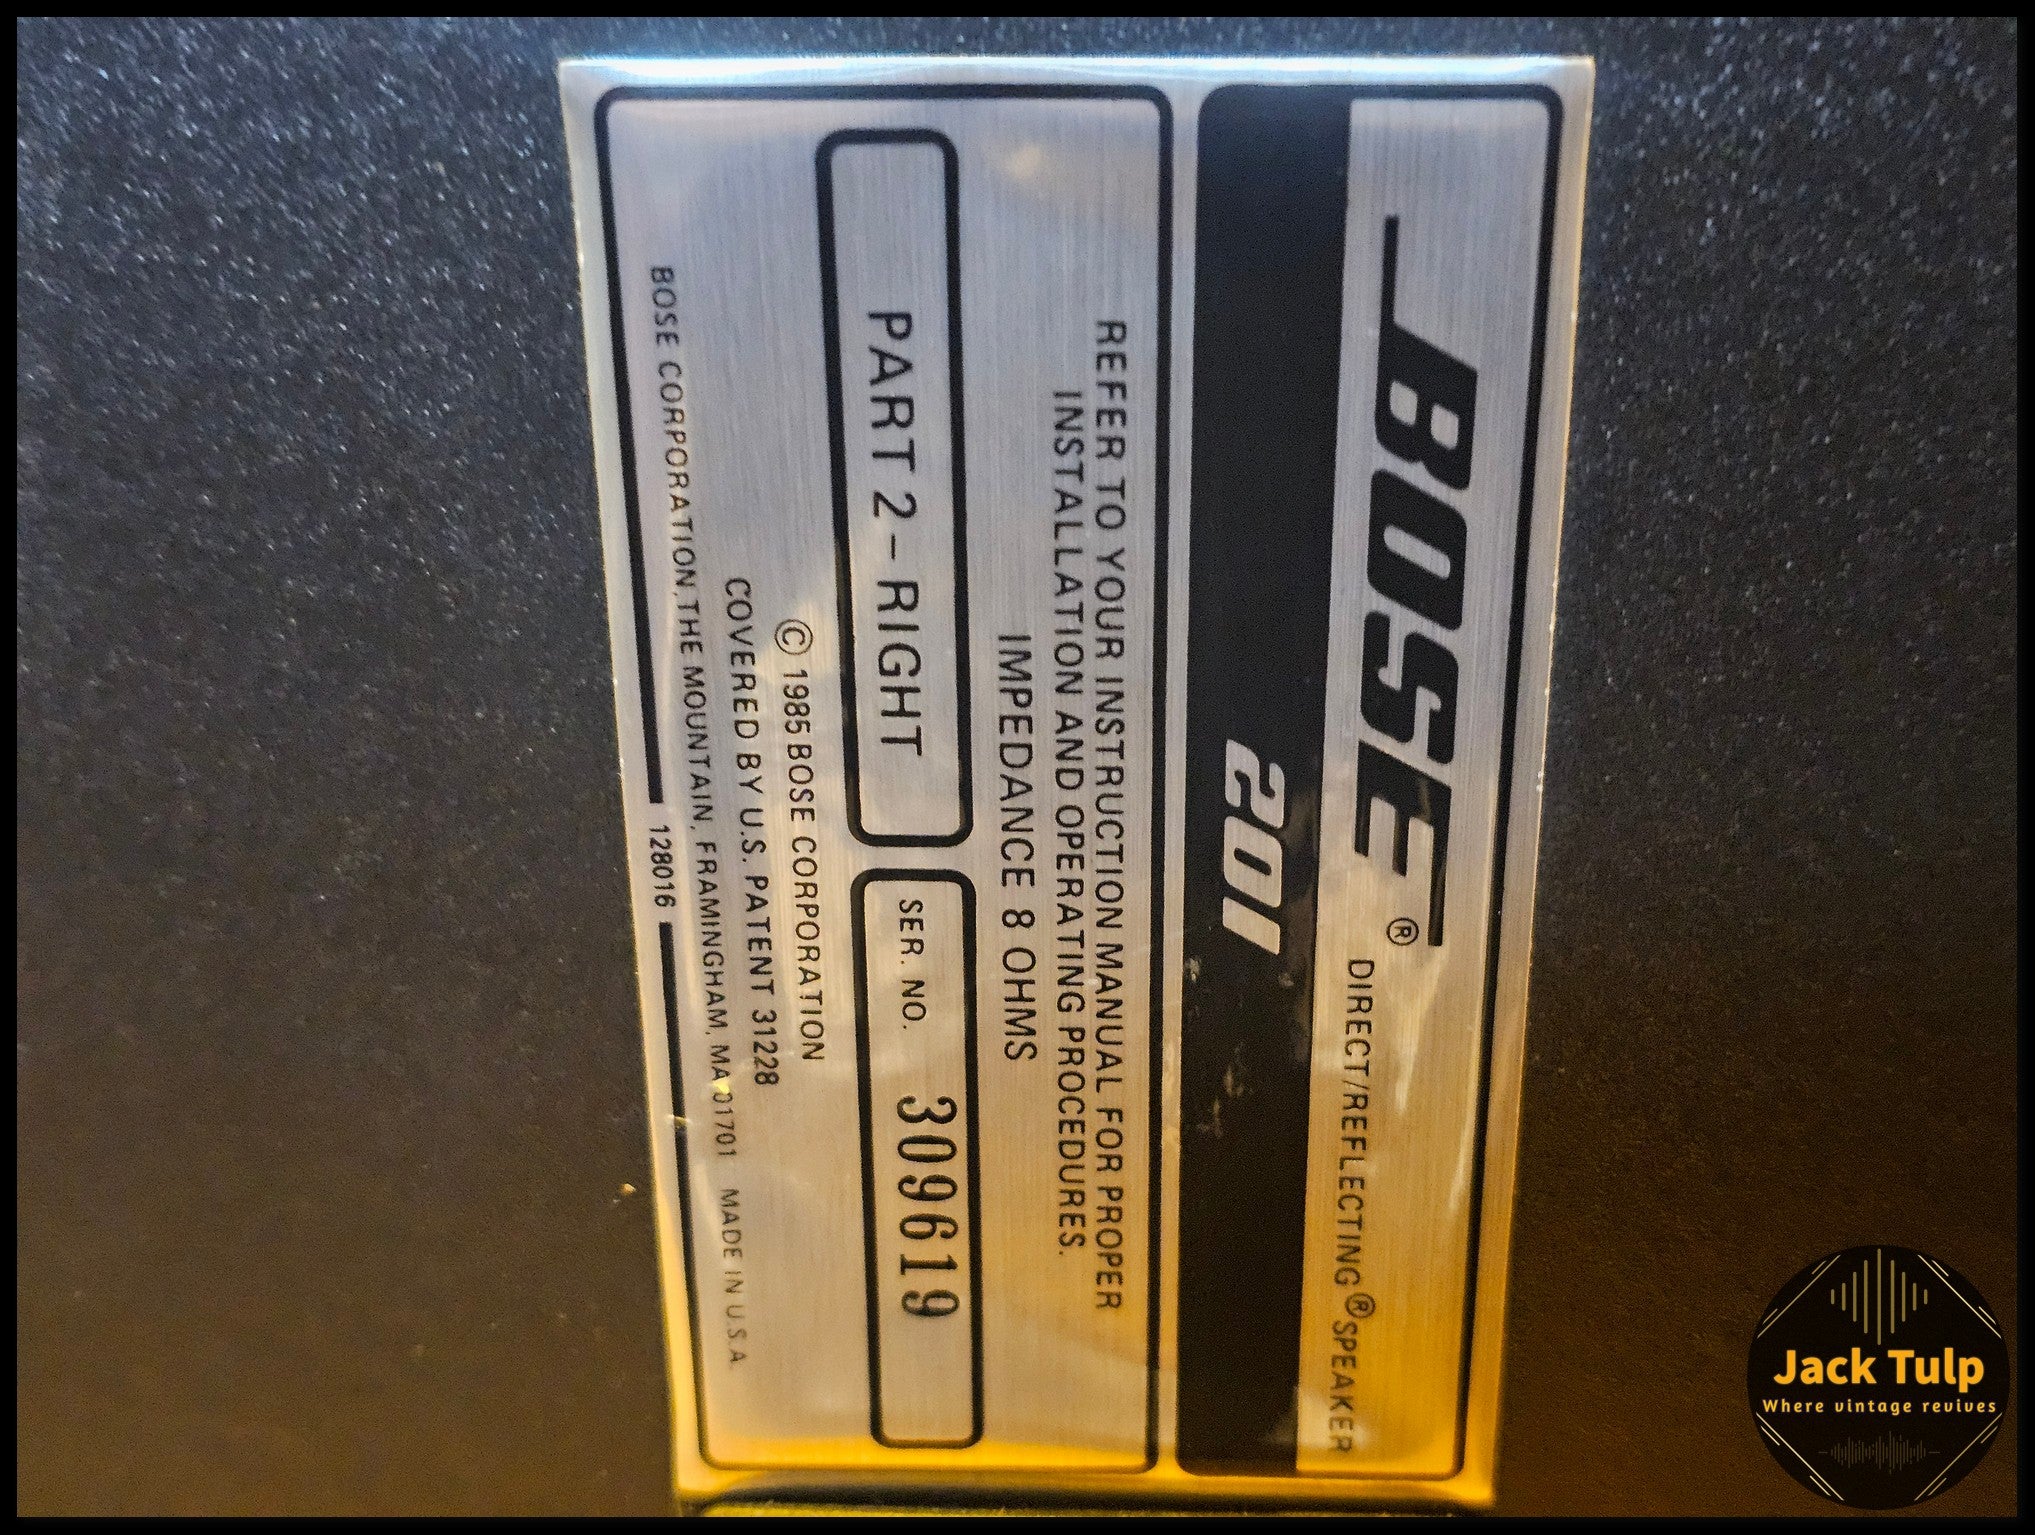 BOSE® DIRECT/REFLECTING® SPEAKER
201
REFER TO YOUR INSTRUCTION MANUAL FOR PROPER
INSTALLATION AND OPERATING PROCEDURES.
IMPEDANCE 8 OHMS
PART 2-RIGHT
SER. NO. 309619
© 1985 BOSE CORPORATION
COVERED BY U.S. PATENT 31228
BOSE CORPORATION, THE MOUNTAIN, FRAMINGHAM, MA 01701 MADE IN U.S.A.
128016
Jack Tulp
Where vintage revives